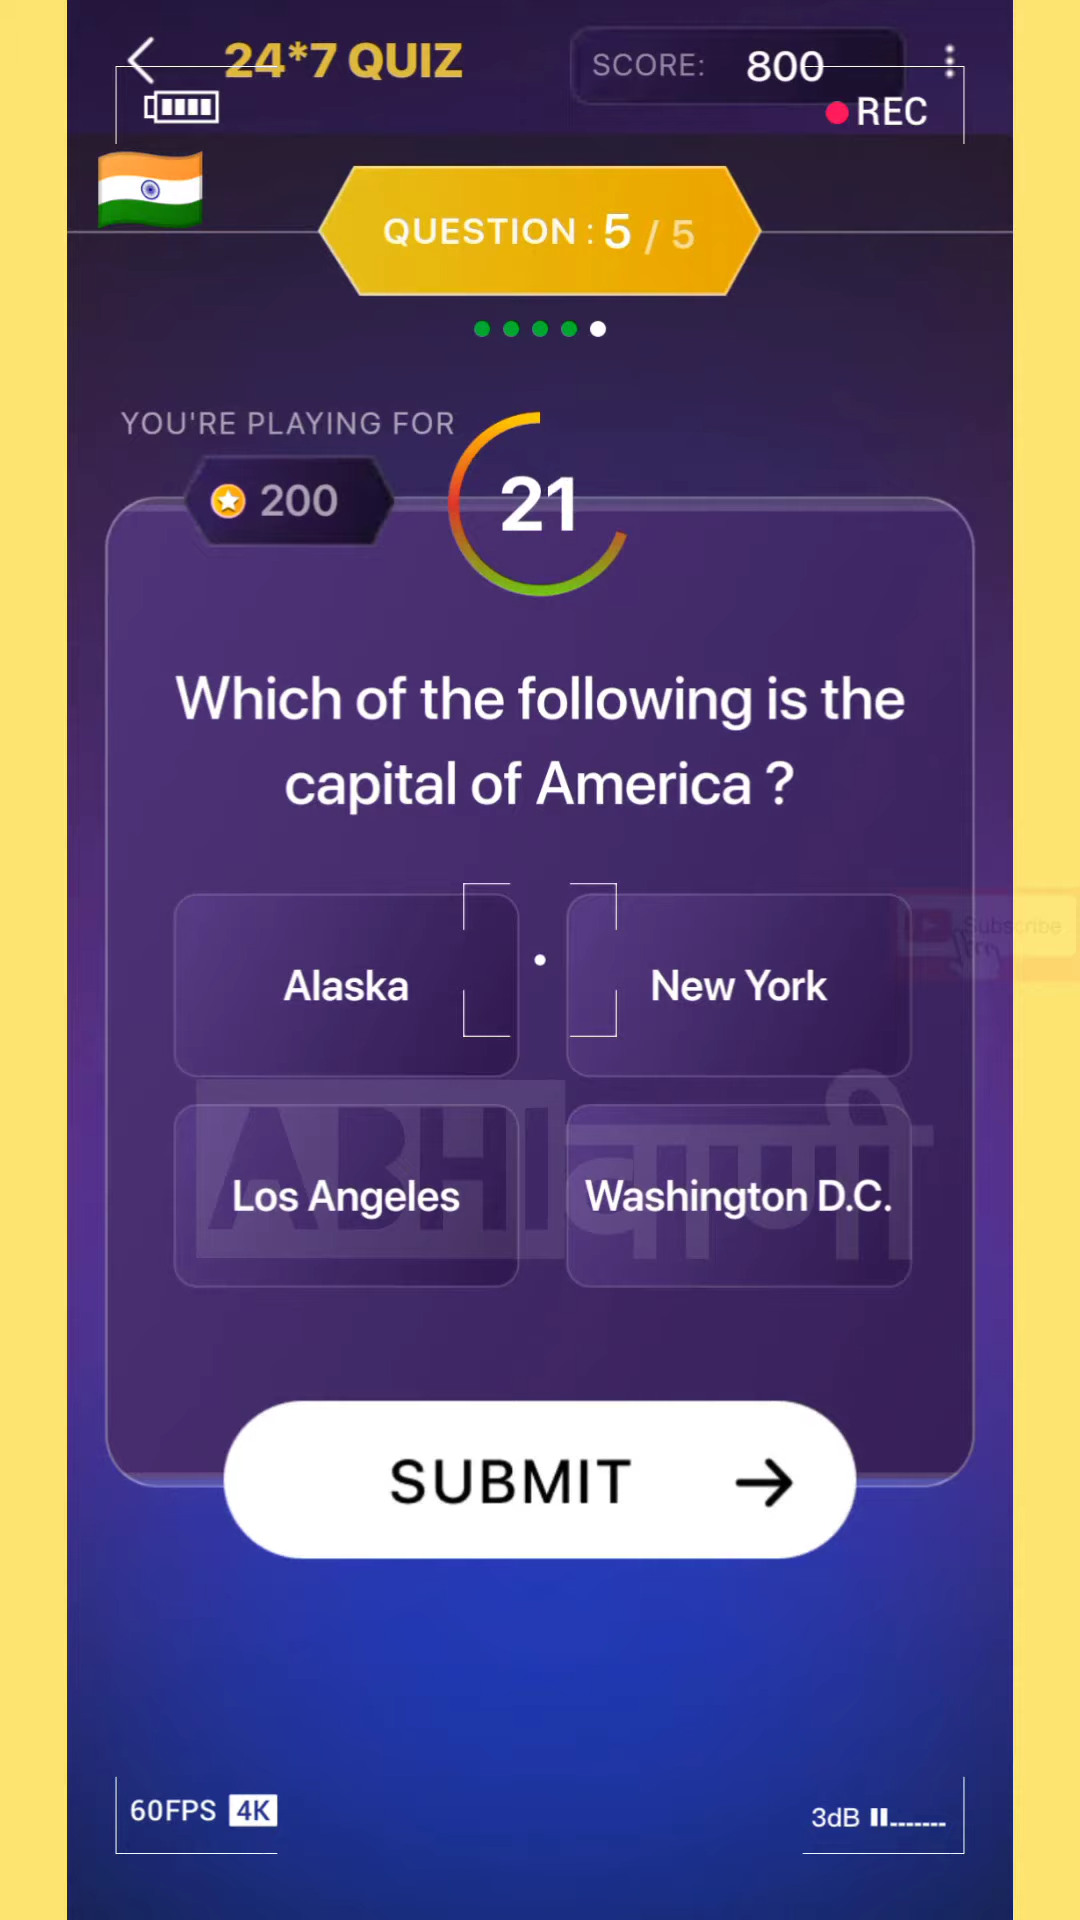 24*7 QUIZ
SCORE: 800
REC
QUESTION : 5 / 5
YOU'RE PLAYING FOR
200
21
Which of the following is the
capital of America ?
Alaska
New York
Subscribe
ABHIवाणी
Los Angeles
Washington D.C.
SUBMIT
60FPS 4K
3dB